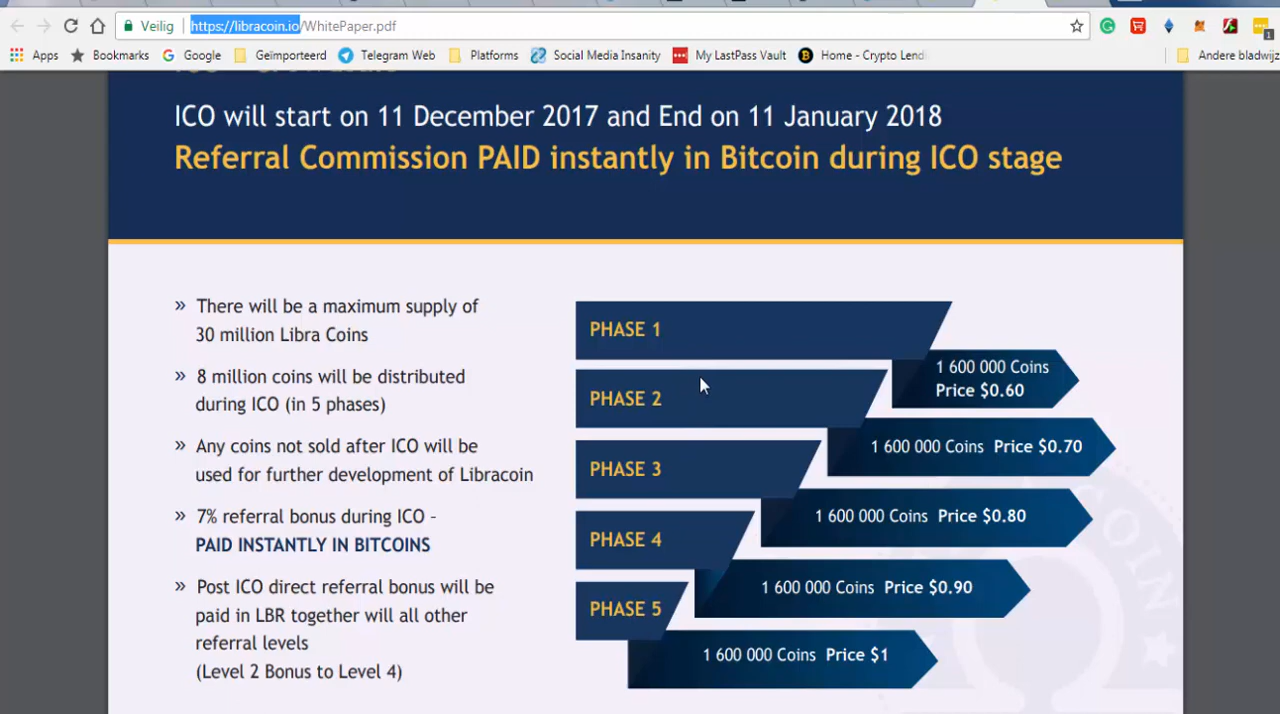 Veilig
https://libracoin.io/WhitePaper.pdf
Apps
Bookmarks
Google
Geïmporteerd
Telegram Web
Platforms
Social Media Insanity
My LastPass Vault
Home - Crypto Lendi
Andere bladwijz
1
ICO will start on 11 December 2017 and End on 11 January 2018
Referral Commission PAID instantly in Bitcoin during ICO stage
» There will be a maximum supply of
30 million Libra Coins
» 8 million coins will be distributed
during ICO (in 5 phases)
» Any coins not sold after ICO will be
used for further development of Libracoin
» 7% referral bonus during ICO –
PAID INSTANTLY IN BITCOINS
» Post ICO direct referral bonus will be
paid in LBR together will all other
referral levels
(Level 2 Bonus to Level 4)
PHASE 1
1 600 000 Coins
Price $0.60
PHASE 2
1 600 000 Coins Price $0.70
PHASE 3
1 600 000 Coins Price $0.80
PHASE 4
1 600 000 Coins Price $0.90
PHASE 5
1 600 000 Coins Price $1